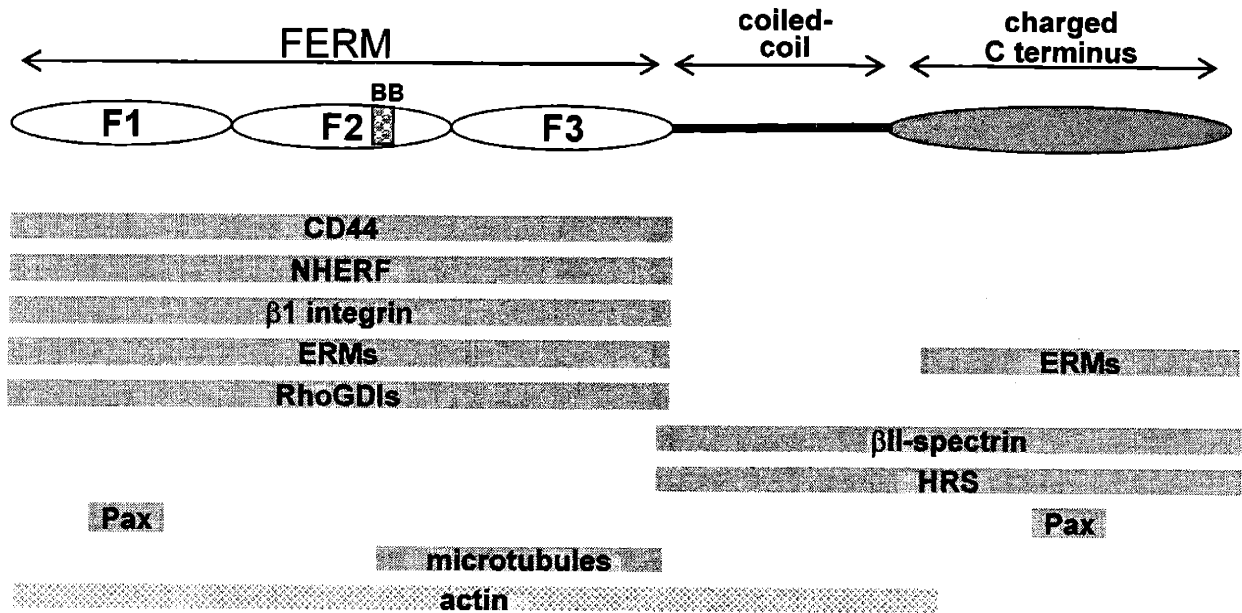 FERM
coiled-
coil
charged
C terminus
BB
F1
F2
F3
CD44
NHERF
β1 integrin
ERMs
ERMs
RhoGDIs
βII-spectrin
HRS
Pax
Pax
microtubules
actin